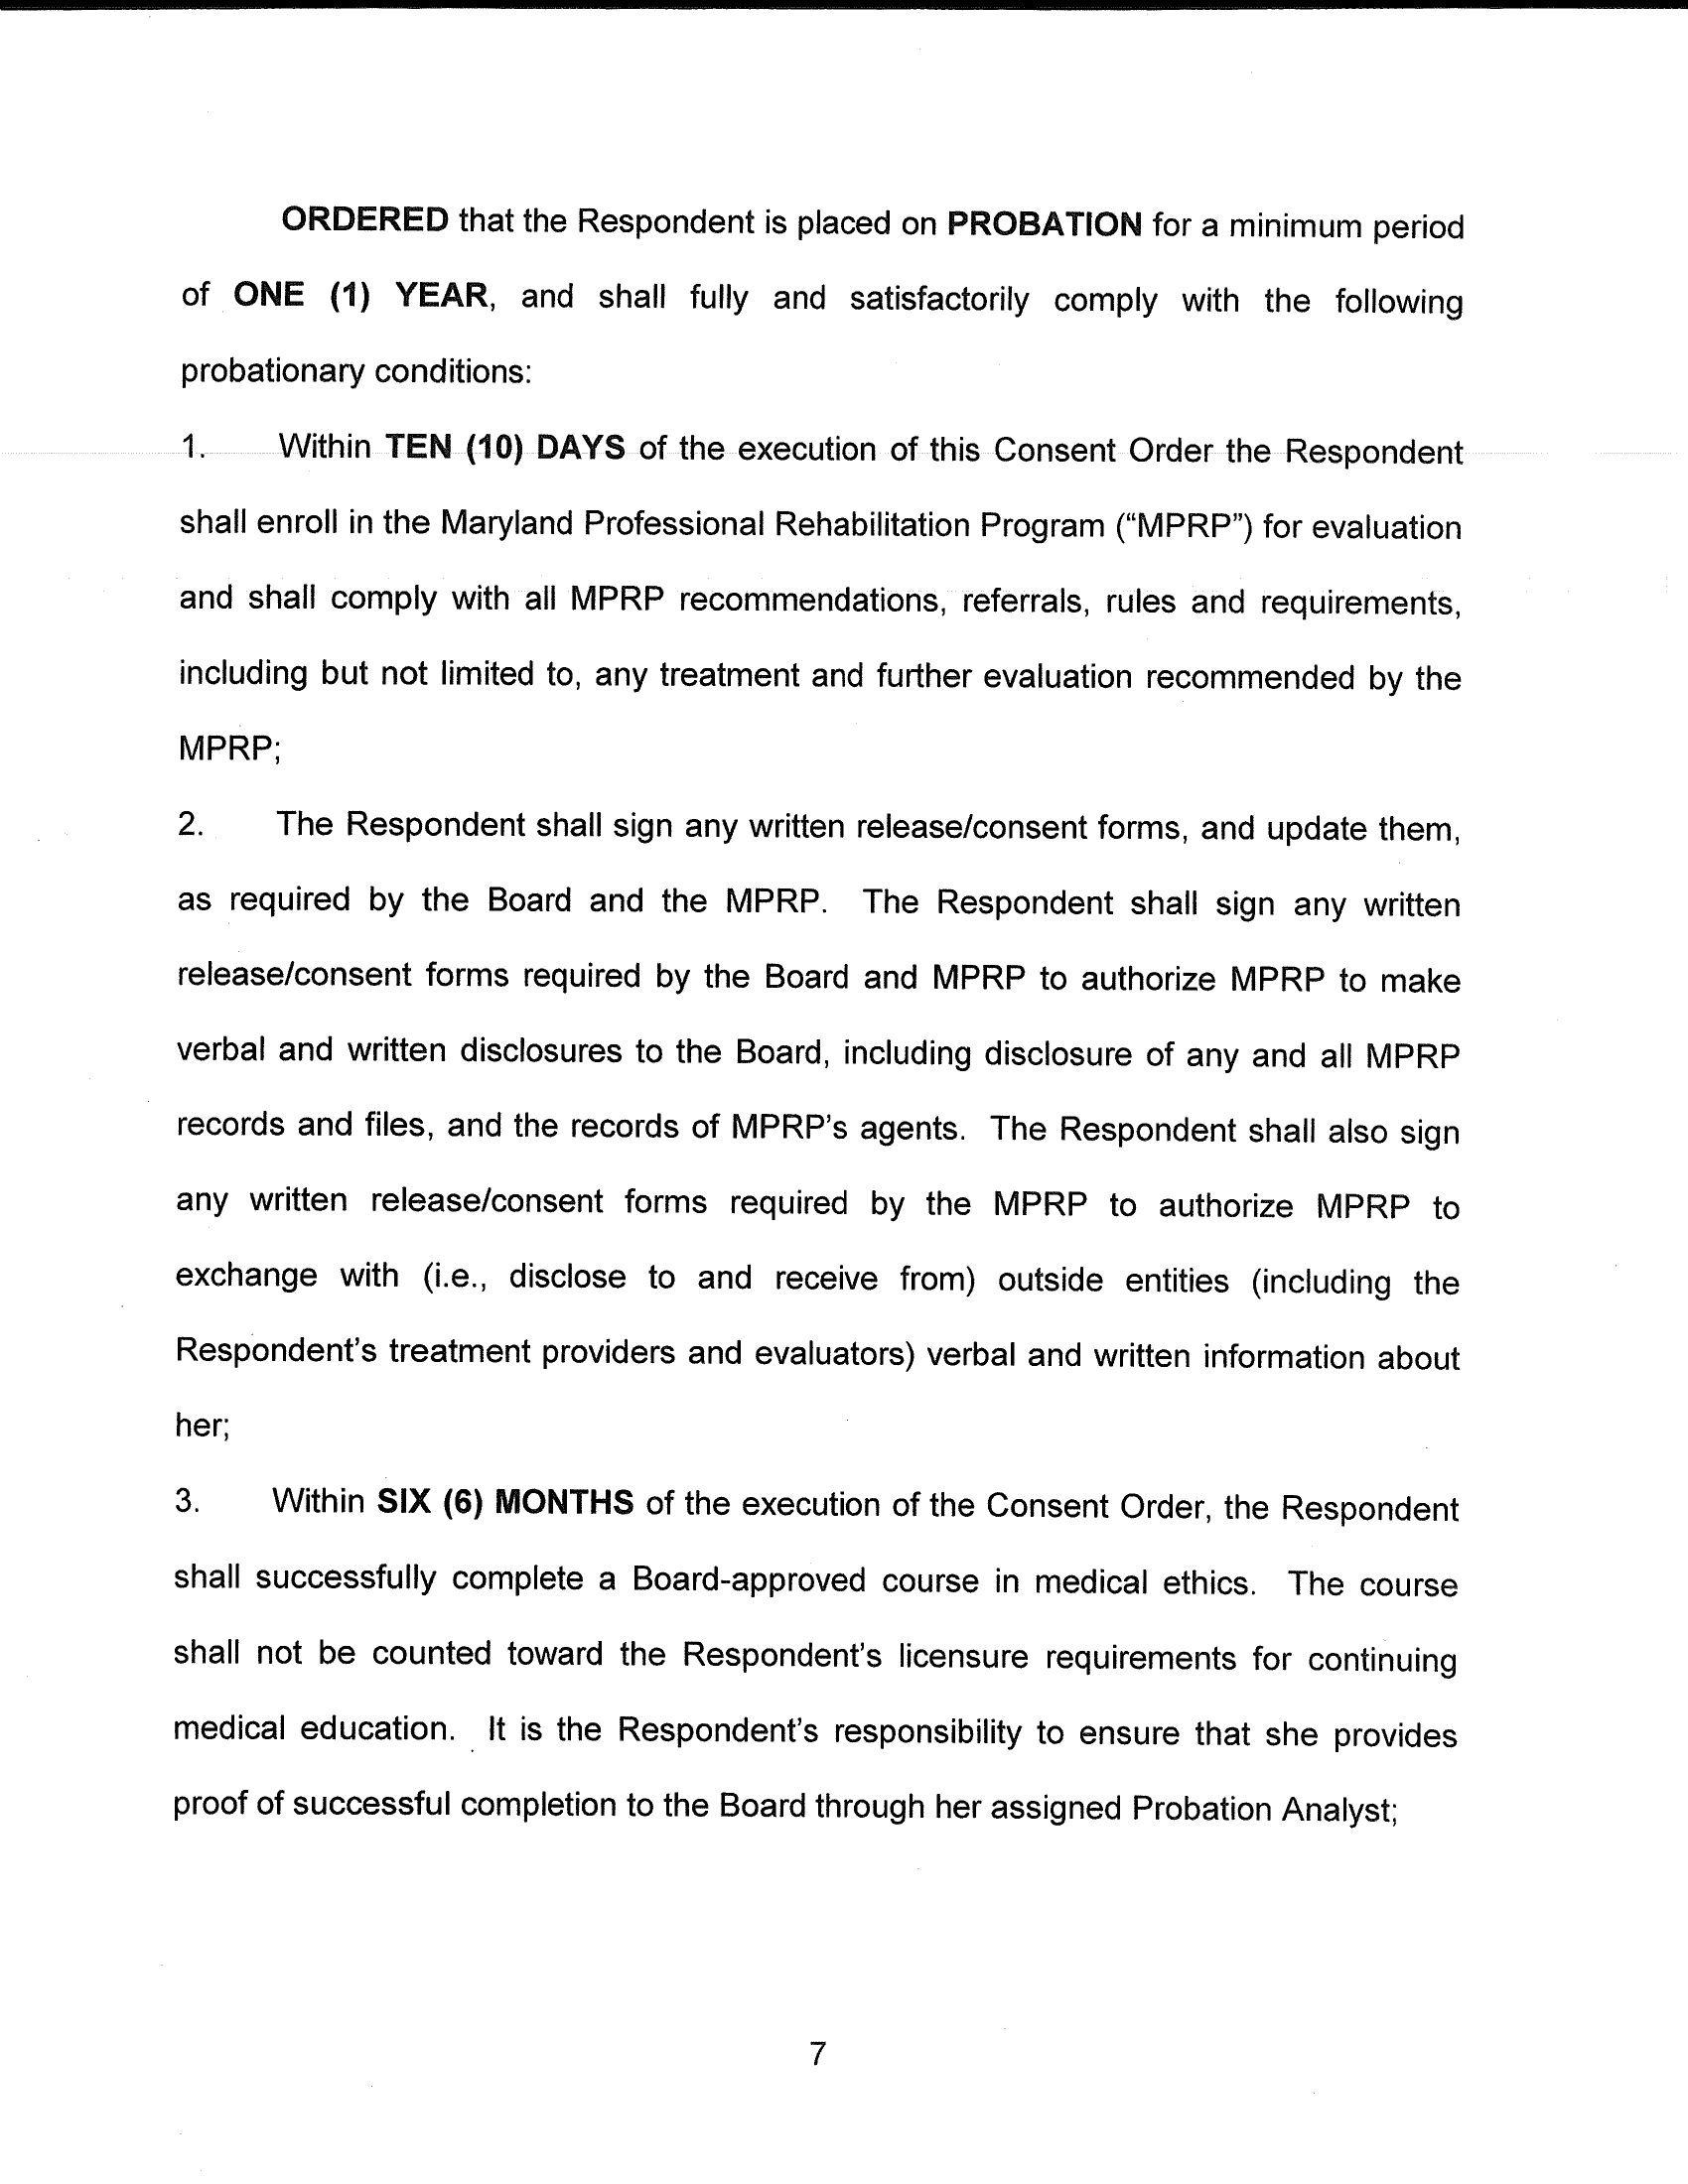 ORDERED that the Respondent is placed on PROBATION for a minimum period
of ONE (1) YEAR, and shall fully and satisfactorily comply with the following
probationary conditions:
1. Within TEN (10) DAYS of the execution of this Consent Order the Respondent
shall enroll in the Maryland Professional Rehabilitation Program (“MPRP”) for evaluation
and shall comply with all MPRP recommendations, referrals, rules and requirements,
including but not limited to, any treatment and further evaluation recommended by the
MPRP;
2. The Respondent shall sign any written release/consent forms, and update them,
as required by the Board and the MPRP. The Respondent shall sign any written
release/consent forms required by the Board and MPRP to authorize MPRP to make
verbal and written disclosures to the Board, including disclosure of any and all MPRP
records and files, and the records of MPRP’s agents. The Respondent shall also sign
any written release/consent forms required by the MPRP to authorize MPRP to
exchange with (i.e., disclose to and receive from) outside entities (including the
Respondent’s treatment providers and evaluators) verbal and written information about
her;
3. Within SIX (6) MONTHS of the execution of the Consent Order, the Respondent
shall successfully complete a Board-approved course in medical ethics. The course
shall not be counted toward the Respondent’s licensure requirements for continuing
medical education. It is the Respondent’s responsibility to ensure that she provides
proof of successful completion to the Board through her assigned Probation Analyst;
7